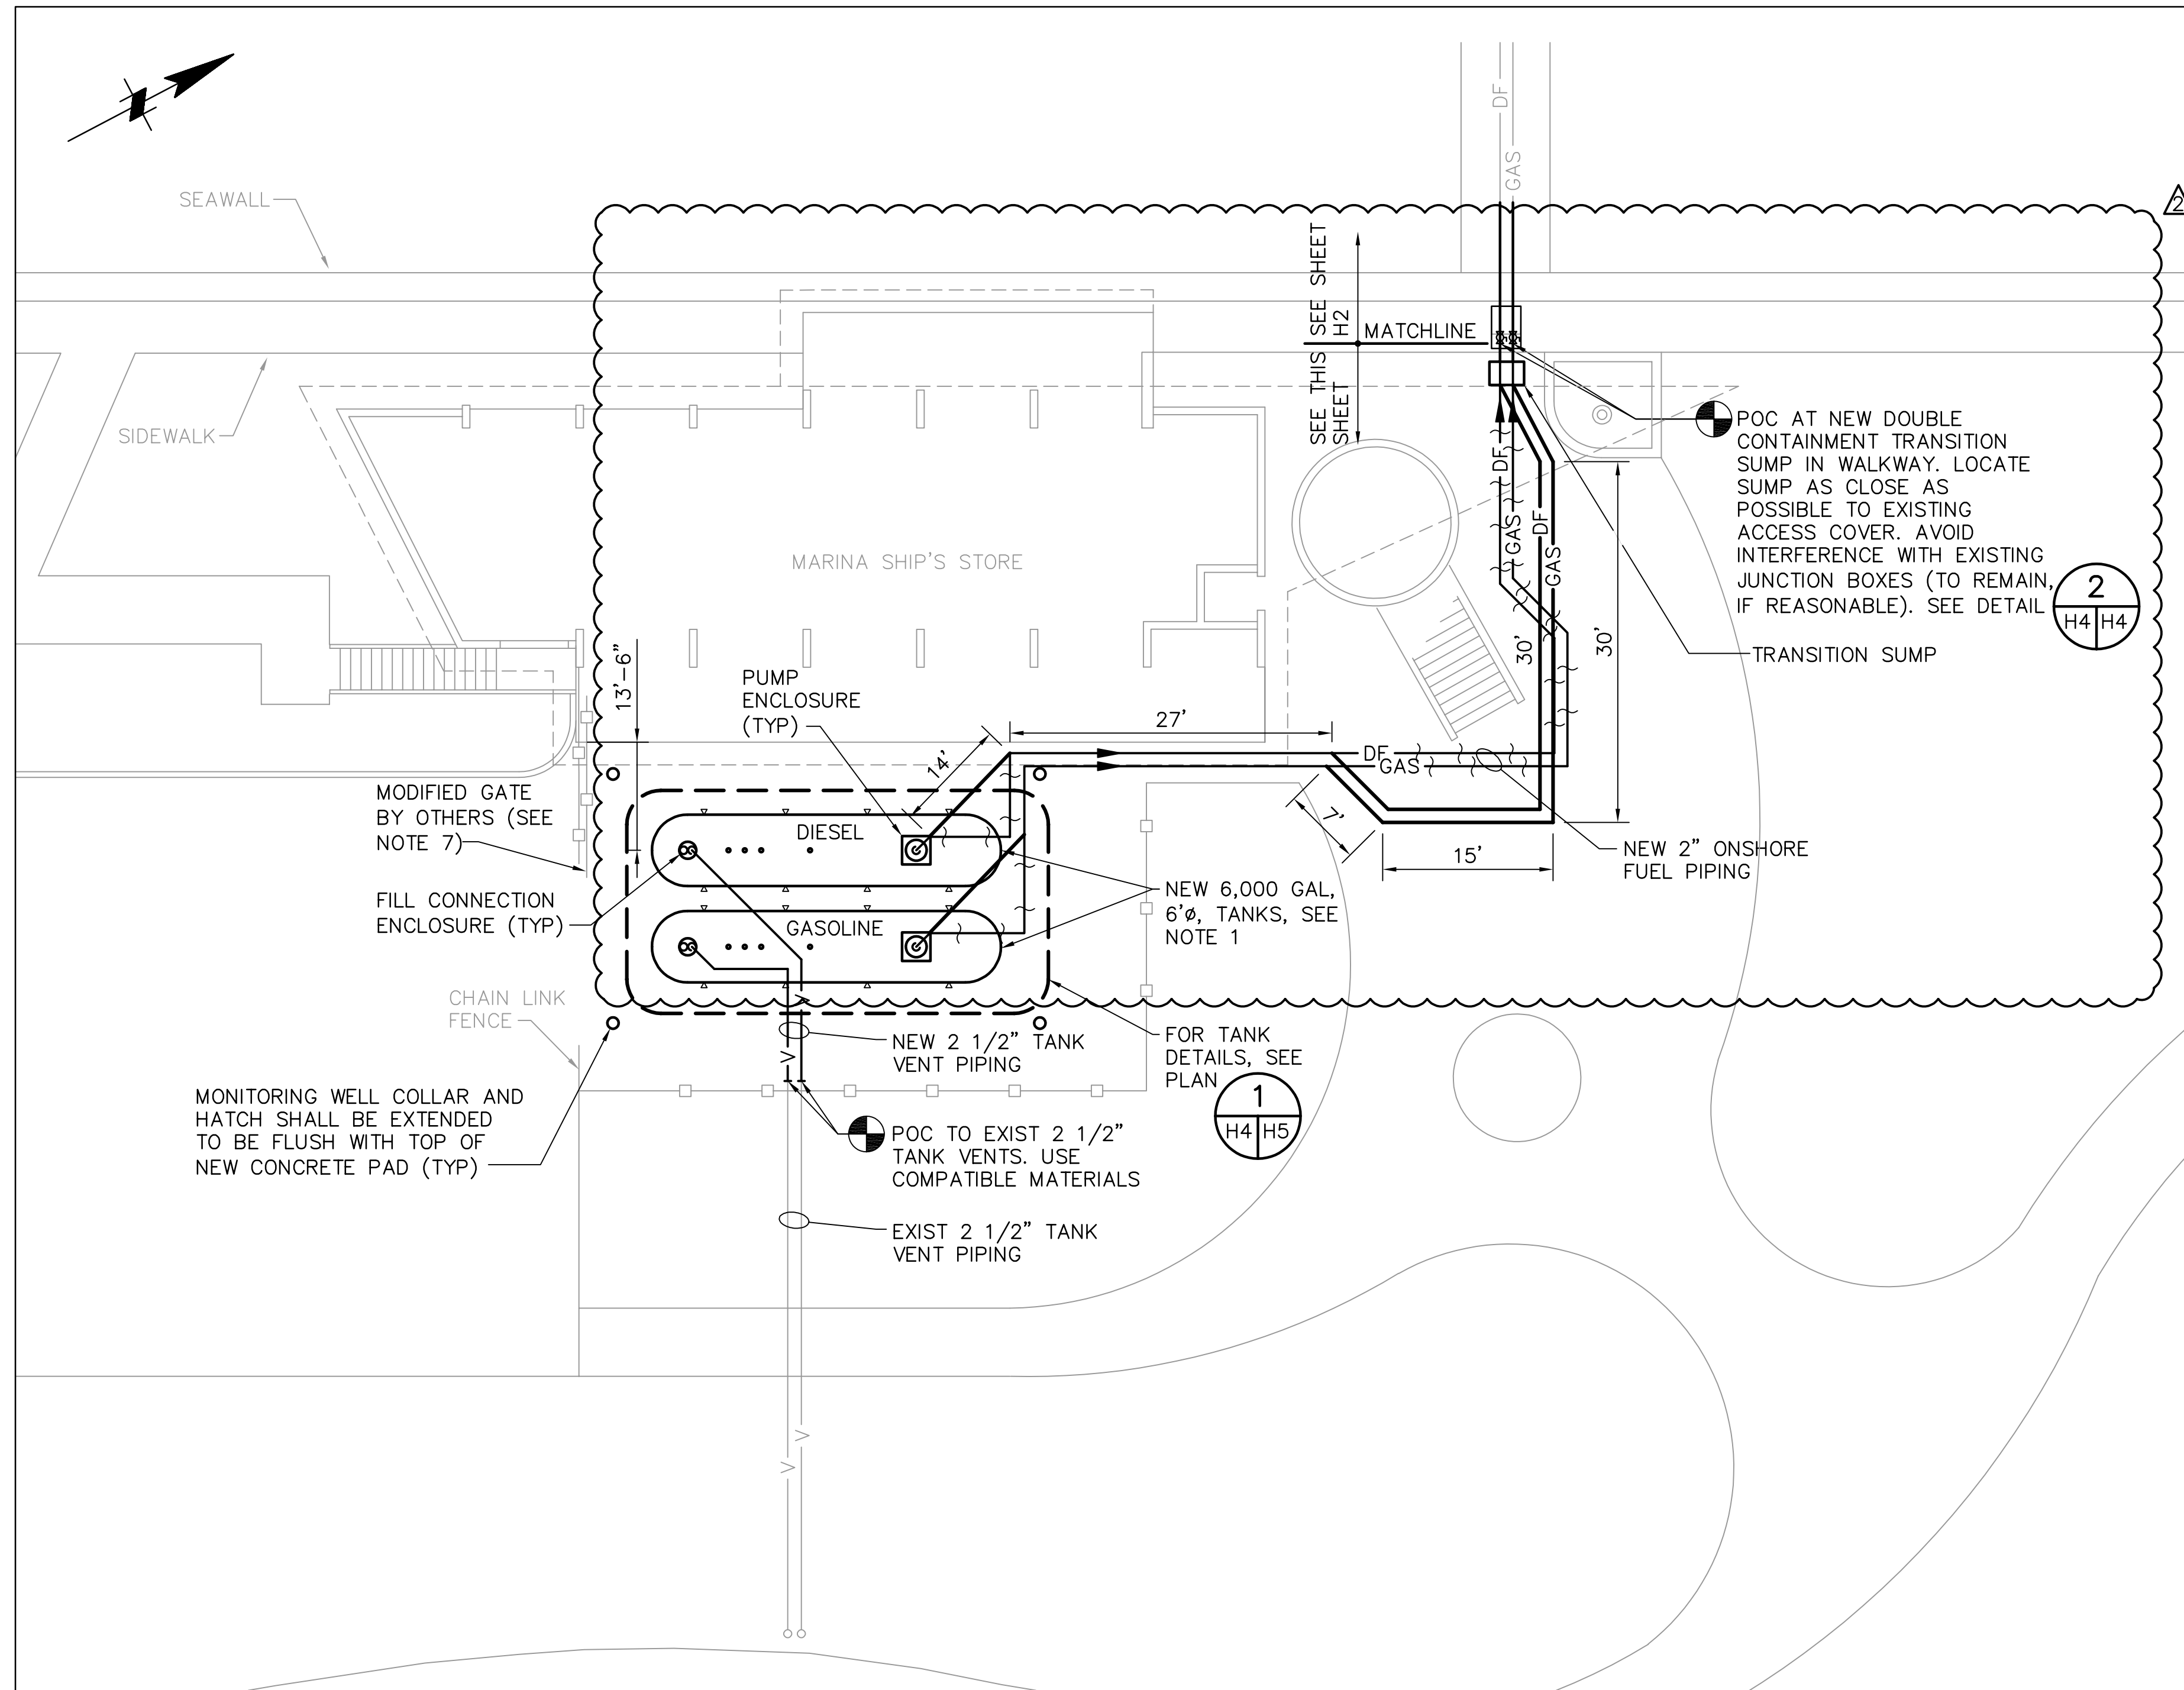 DF
GAS
2
SEAWALL
SEE THIS SEE SHEET
SHEET H2
MATCHLINE
SIDEWALK
POC AT NEW DOUBLE
CONTAINMENT TRANSITION
SUMP IN WALKWAY. LOCATE
SUMP AS CLOSE AS
POSSIBLE TO EXISTING
ACCESS COVER. AVOID
INTERFERENCE WITH EXISTING
JUNCTION BOXES (TO REMAIN,
IF REASONABLE). SEE DETAIL
2
H4 H4
DF
GAS
DF
GAS
MARINA SHIP'S STORE
30'
30'
TRANSITION SUMP
13'-6"
PUMP
ENCLOSURE
(TYP)
14'
27'
DF
GAS
MODIFIED GATE
BY OTHERS (SEE
NOTE 7)
7'
15'
NEW 2" ONSHORE
FUEL PIPING
DIESEL
FILL CONNECTION
ENCLOSURE (TYP)
GASOLINE
NEW 6,000 GAL,
6'ø, TANKS, SEE
NOTE 1
CHAIN LINK
FENCE
V
V
NEW 2 1/2" TANK
VENT PIPING
FOR TANK
DETAILS, SEE
PLAN
1
H4 H5
MONITORING WELL COLLAR AND
HATCH SHALL BE EXTENDED
TO BE FLUSH WITH TOP OF
NEW CONCRETE PAD (TYP)
POC TO EXIST 2 1/2"
TANK VENTS. USE
COMPATIBLE MATERIALS
EXIST 2 1/2" TANK
VENT PIPING
V
V